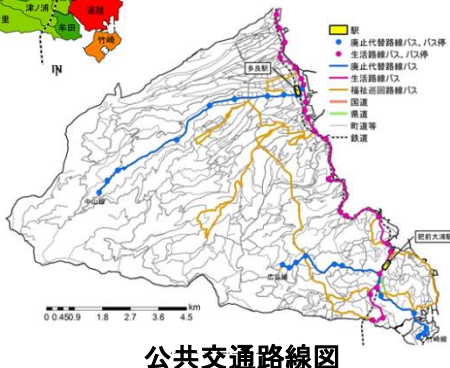 津ノ浦
道越
里
牟田
竹崎
IN
駅
廃止代替路線バス、バス停
生活路線バス、バス停
廃止代替路線バス
生活路線バス
福祉巡回路線バス
国道
県道
町道等
鉄道
多良駅
中山線
肥前大浦駅
広江線
竹崎線
km
0 0.450.9 1.8 2.7 3.6 4.5
公共交通路線図